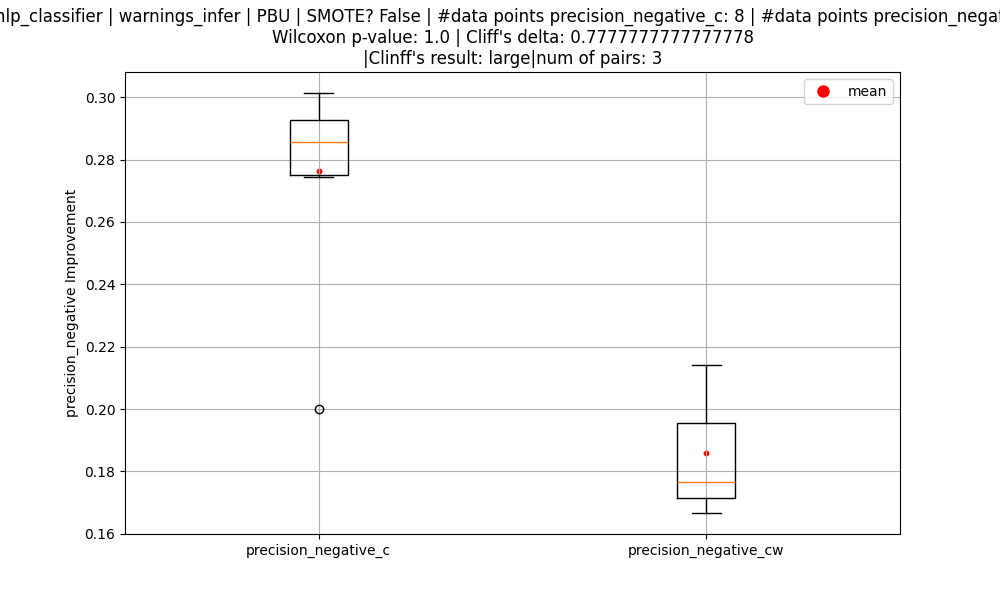 | warnings_infer | PBU | SMOTE? False | #data points precision_negative_c: 8 | #data points
Wilcoxon p-value: 1.0 | Cliff's delta: 0.7777777777777778
|Clinff's result: large|num of pairs: 3
mean
0.30
0.28
0.26
0.24
0.22
0.20
0.18
0.16
precision_negative Improvement
precision_negative_c
precision_negative_cw